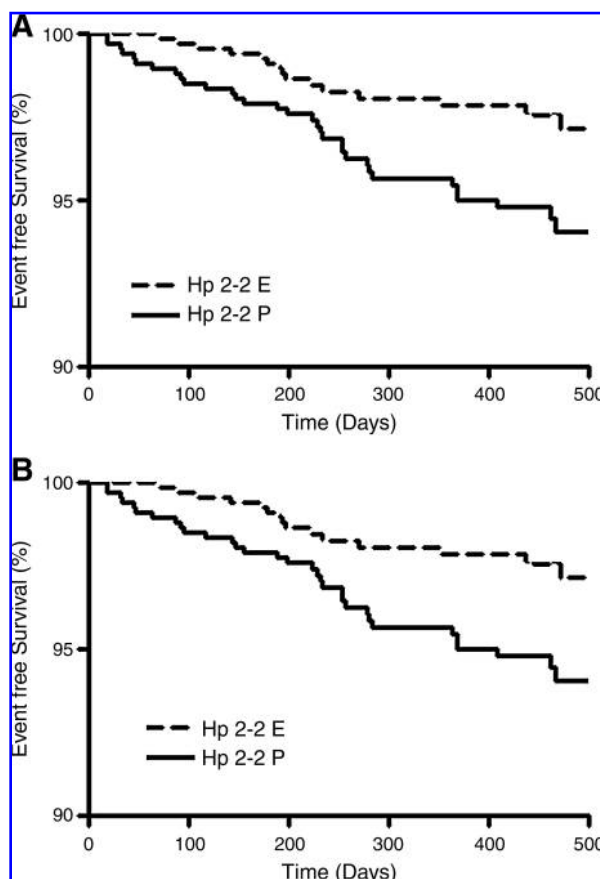 A
Event free Survival (%)
100
95
90
Hp 2-2 E
Hp 2-2 P
0 100 200 300 400 500
Time (Days)
B
Event free Survival (%)
100
95
90
Hp 2-2 E
Hp 2-2 P
0 100 200 300 400 500
Time (Days)